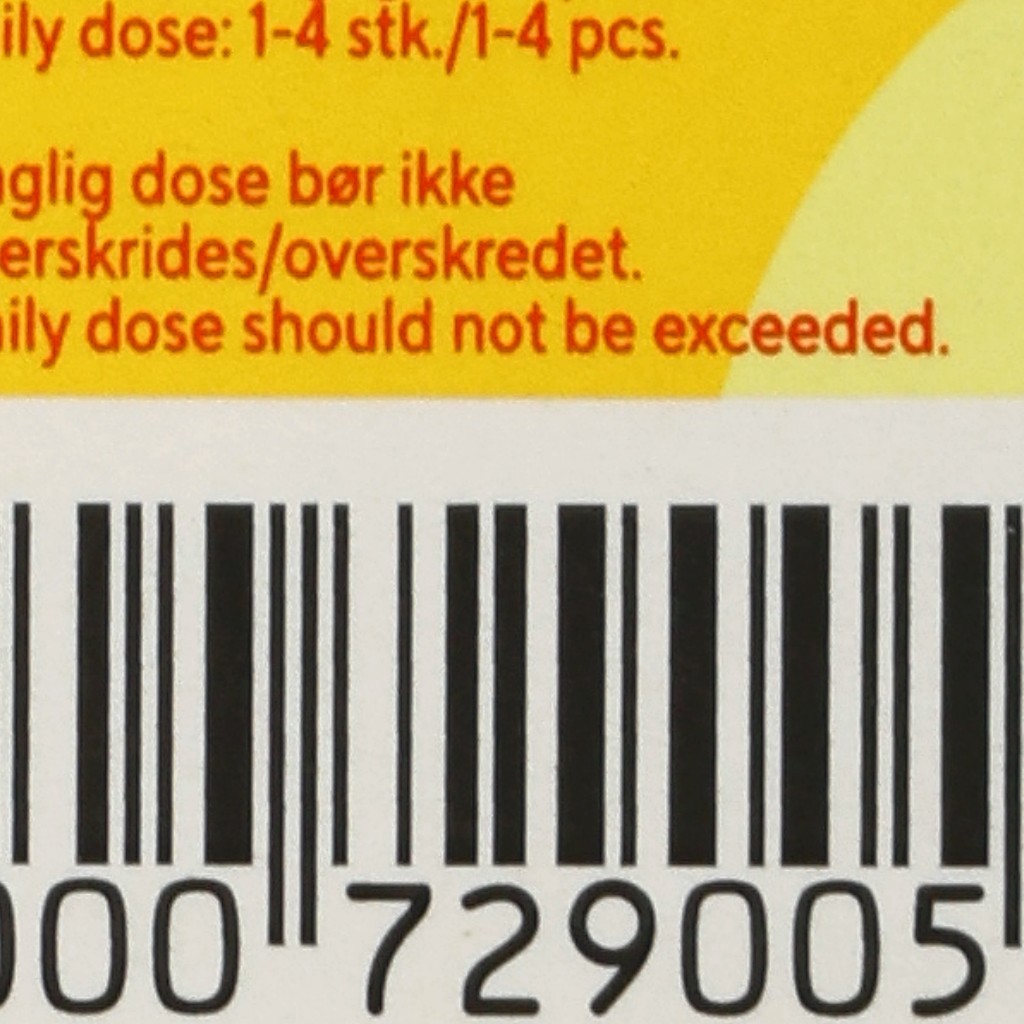 ily dose: 1-4 stk./1-4 pcs.
glig dose bør ikke
erskrides/overskredet.
ily dose should not be exceeded.
000 729005